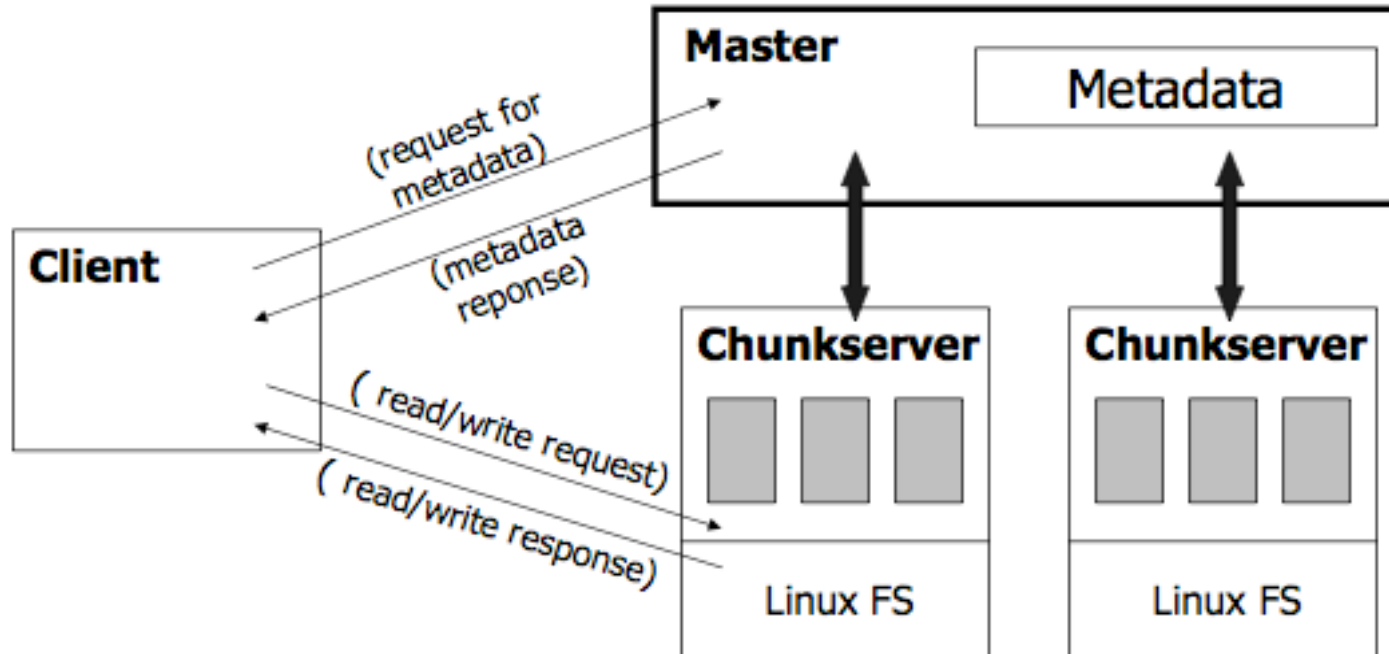 Master
Metadata
(request for
metadata)
(metadata
reponse)
Client
( read/write request)
( read/write response)
Chunkserver
Linux FS
Chunkserver
Linux FS